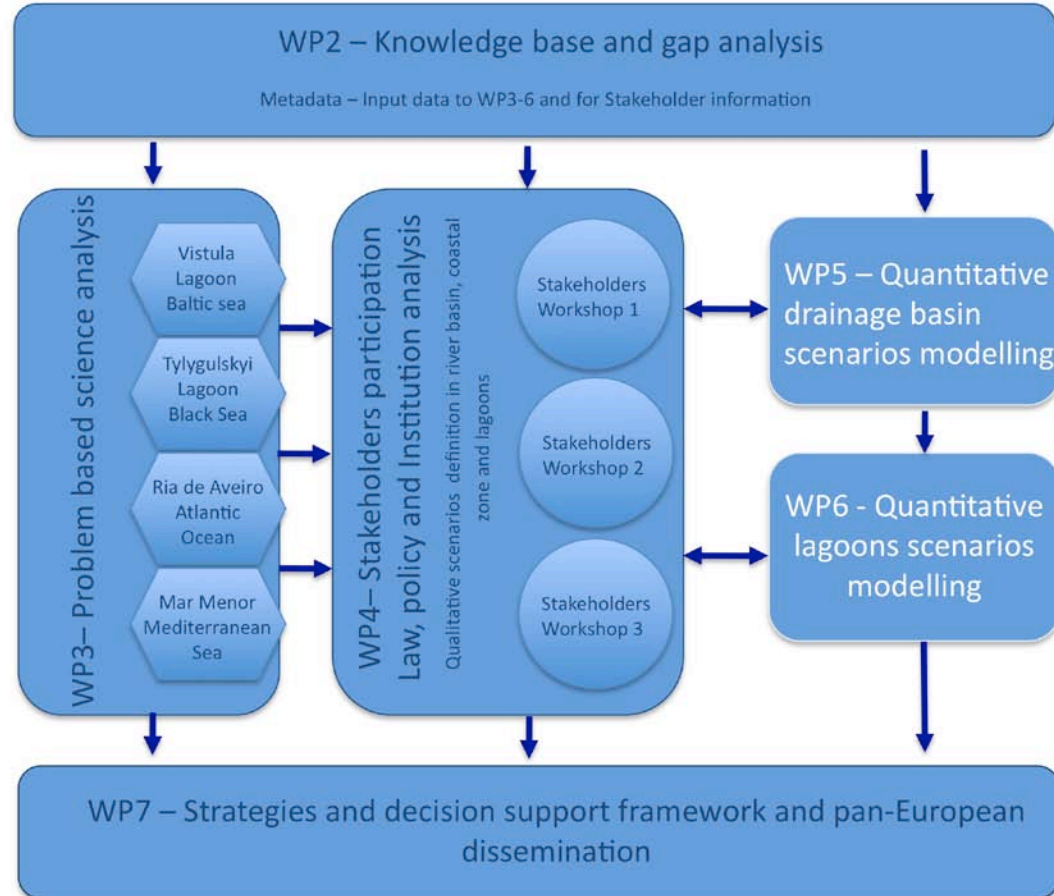 WP2 – Knowledge base and gap analysis
Metadata – Input data to WP3-6 and for Stakeholder information
WP3– Problem based science analysis
Vistula
Lagoon
Baltic sea
Tylygulskyi
Lagoon
Black Sea
Ria de Aveiro
Atlantic
Ocean
Mar Menor
Mediterranean
Sea
WP4– Stakeholders participation
Law, policy and Institution analysis
Qualitative scenarios definition in river basin, coastal
zone and lagoons
Stakeholders
Workshop 1
Stakeholders
Workshop 2
Stakeholders
Workshop 3
WP5 – Quantitative
drainage basin
scenarios modelling
WP6 - Quantitative
lagoons scenarios
modelling
WP7 – Strategies and decision support framework and pan-European
dissemination